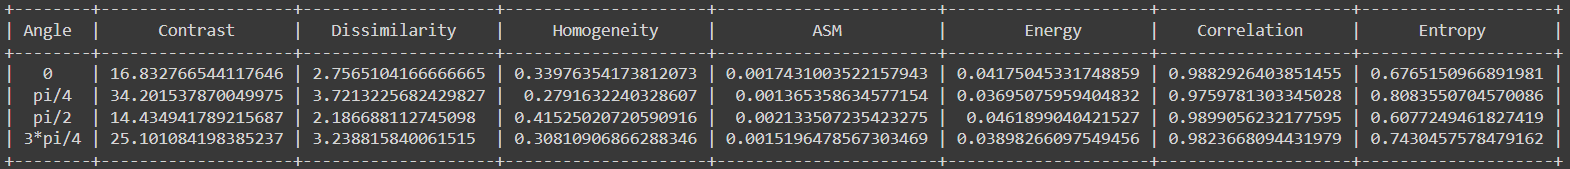 +--------+--------------------+--------------------+---------------------+-----------------------+---------------------+--------------------+--------------------+
| Angle | Contrast | Dissimilarity | Homogeneity | ASM | Energy | Correlation | Entropy |
+--------+--------------------+--------------------+---------------------+-----------------------+---------------------+--------------------+--------------------+
| 0 | 16.832766544117646 | 2.7565104166666665 | 0.33976354173812073 | 0.0017431003522157943 | 0.04175045331748859 | 0.9882926403851455 | 0.6765150966891981 |
| pi/4 | 34.201537870049975 | 3.7213225682429827 | 0.2791632240328607 | 0.001365358634577154 | 0.03695075959404832 | 0.9759781303345028 | 0.8083550704570086 |
| pi/2 | 14.434941789215687 | 2.186688112745098 | 0.41525020720590916 | 0.002133507235423275 | 0.0461899040421527 | 0.9899056232177595 | 0.6077249461827419 |
| 3*pi/4 | 25.101084198385237 | 3.238815840061515 | 0.30810906866288346 | 0.0015196478567303469 | 0.03898266097549456 | 0.9823668094431979 | 0.7430457578479162 |
+--------+--------------------+--------------------+---------------------+-----------------------+---------------------+--------------------+--------------------+